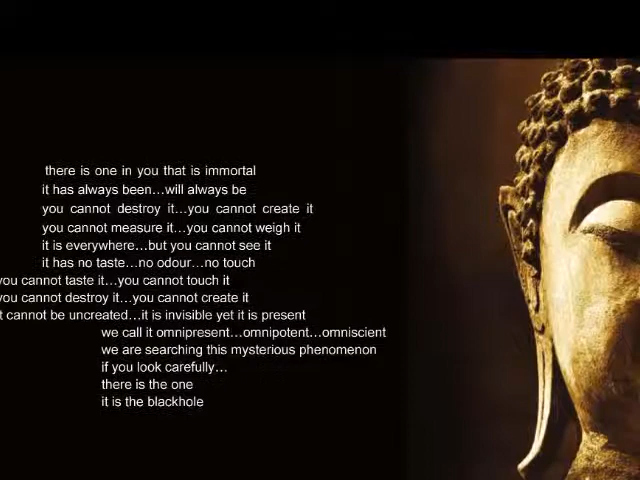 there is one in you that is immortal
it has always been...will always be
you cannot destroy it...you cannot create it
you cannot measure it...you cannot weigh it
it is everywhere...but you cannot see it
it has no taste...no odour...no touch
you cannot taste it...you cannot touch it
you cannot destroy it...you cannot create it
t cannot be uncreated...it is invisible yet it is present
we call it omnipresent...omnipotent...omniscient
we are searching this mysterious phenomenon
if you look carefully...
there is the one
it is the blackhole